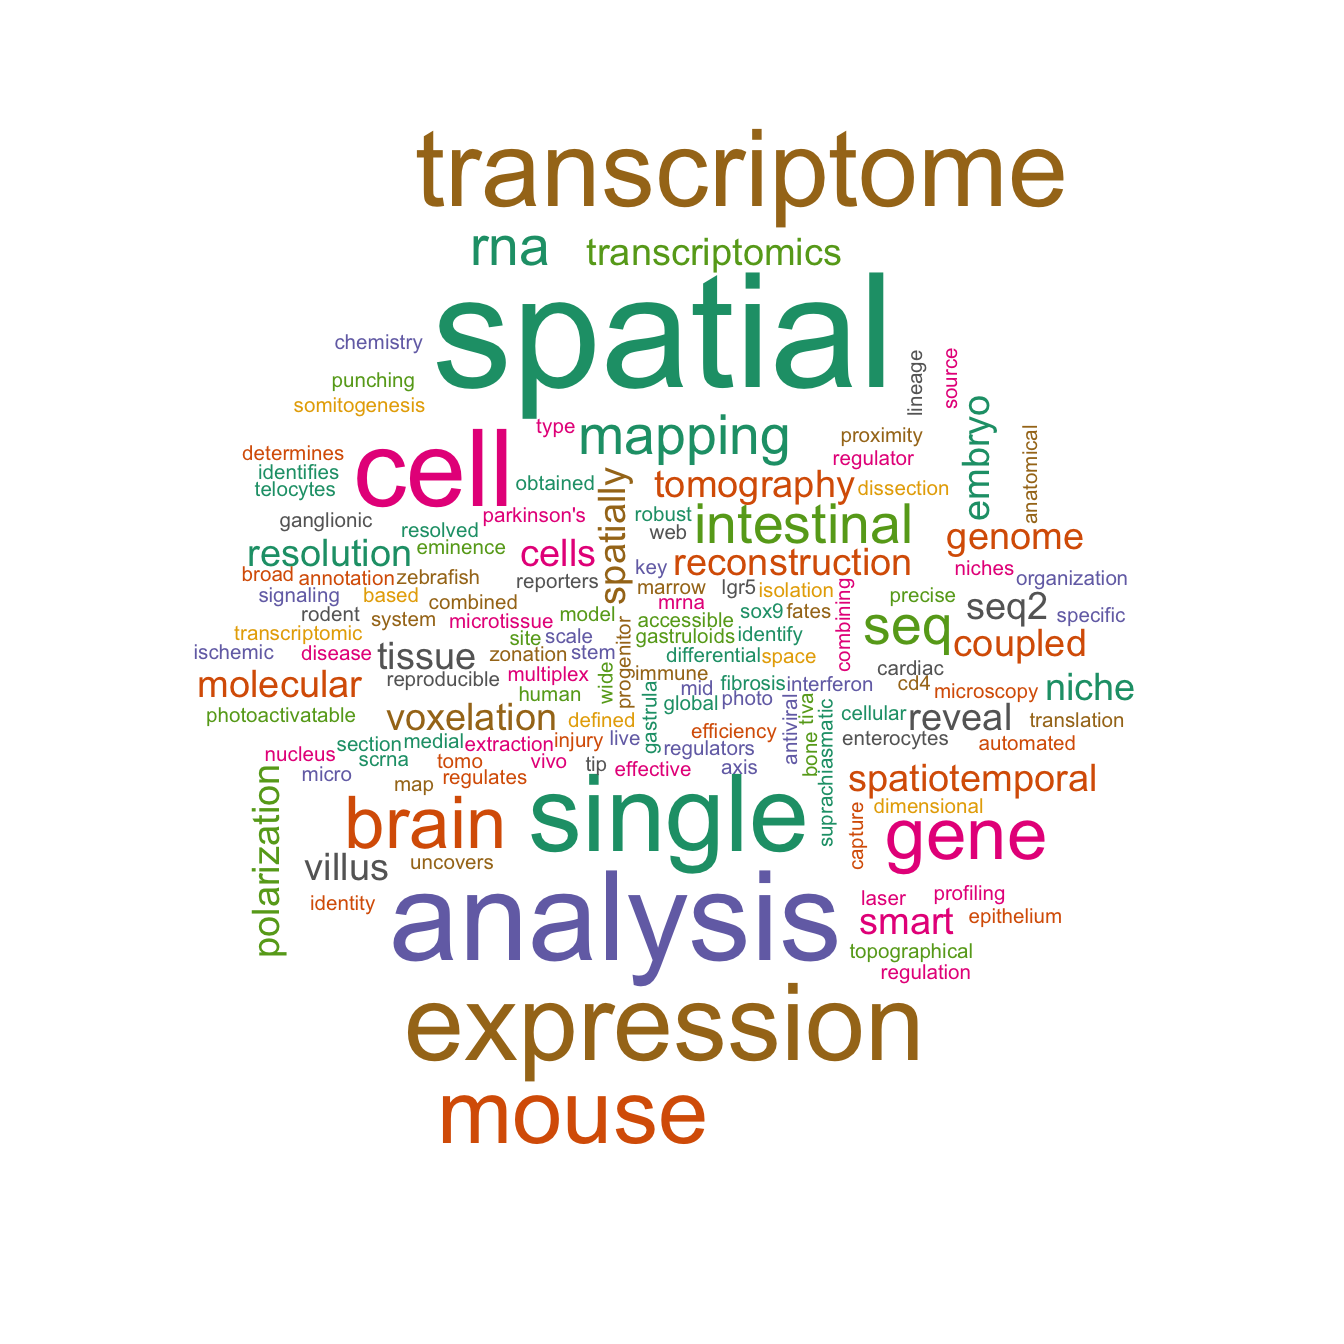 transcriptome
rna
transcriptomics
spatial
chemistry
punching
somitogenesis
lineage
source
type
mapping
embryo
proximity
regulator
anatomical
determines
identifies
telocytes
cell
obtained
spatially
tomography
dissection
ganglionic
parkinson's
robust
web
intestinal
resolved
resolution
eminence
cells
reconstruction
genome
niches
organization
key
broad
annotation
zebrafish
reporters
marrow
lgr5
isolation
combining
precise
seq2
specific
signaling
based
combined
mrna
sox9
fates
rodent
system
microtissue
model
accessible
seq
coupled
transcriptomic
site
scale
progenitor
gastruloids
identify
ischemic
disease
tissue
zonation
stem
differential
space
cardiac
molecular
reproducible
multiplex
wide
immune
human
mid
fibrosis
interferon
cd4
microscopy
niche
photoactivatable
voxelation
defined
gastrula
global
photo
antiviral
tiva
bone
suprachiasmatic
cellular
reveal
translation
nucleus
section
medial
extraction
injury
live
efficiency
regulators
enterocytes
automated
scrna
tomo
vivo
tip
effective
axis
micro
map
regulates
polarization
spatiotemporal
brain
single
capture
dimensional
gene
villus
uncovers
identity
analysis
laser
profiling
smart
epithelium
topographical
regulation
expression
mouse